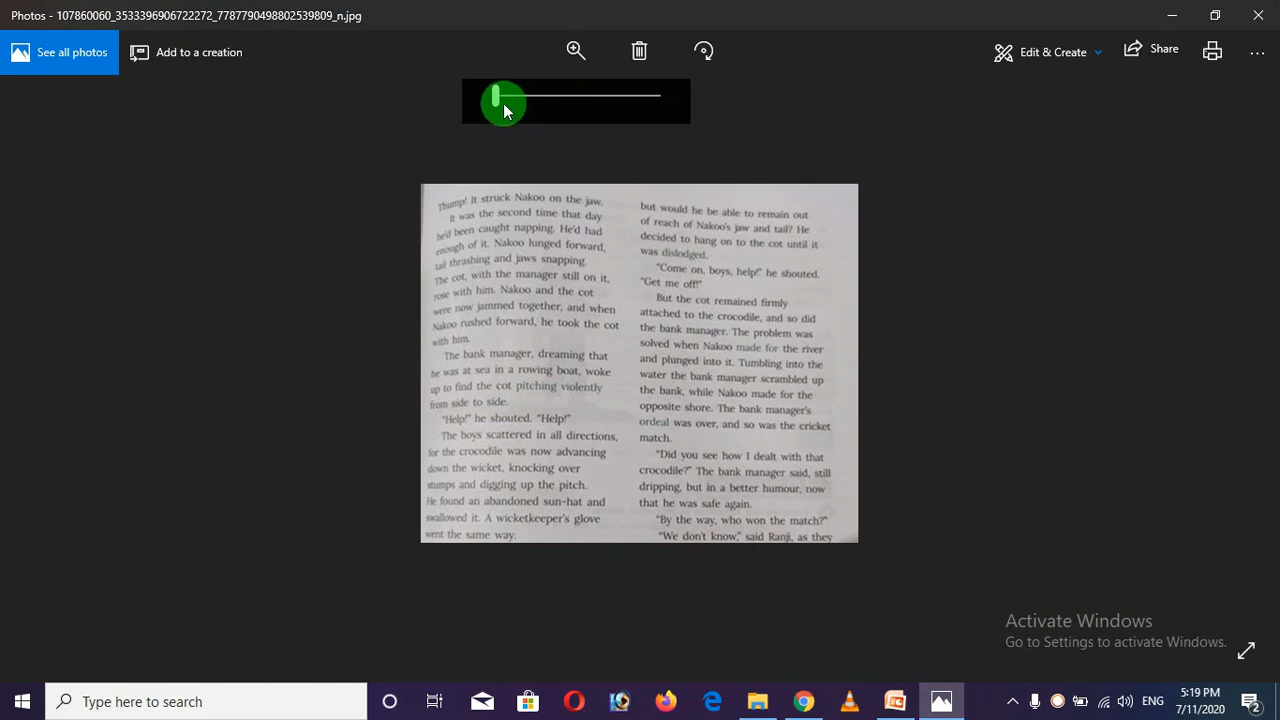 Photos - 107860060_3533396906722272_7787790498802539809_n.jpg
See all photos
Add to a creation
Edit & Create
Share
Thump! It struck Nakoo on the jaw.
It was the second time that day
he'd been caught napping. He'd had
enough of it. Nakoo lunged forward,
tail thrashing and jaws snapping.
The cot, with the manager still on it,
rose with him. Nakoo and the cot
were now jammed together, and when
Nakoo rushed forward, he took the cot
with him.
The bank manager, dreaming that
he was at sea in a rowing boat, woke
up to find the cot pitching violently
from side to side.
"Help!" he shouted. "Help!"
The boys scattered in all directions,
for the crocodile was now advancing
down the wicket, knocking over
stumps and digging up the pitch.
He found an abandoned sun-hat and
swallowed it. A wicketkeeper's glove
went the same way.
but would he be able to remain out
of reach of Nakoo's jaw and tail? He
decided to hang on to the cot until it
was dislodged.
"Come on, boys, help!" he shouted.
"Get me off!"
But the cot remained firmly
attached to the crocodile, and so did
the bank manager. The problem was
solved when Nakoo made for the river
and plunged into it. Tumbling into the
water the bank manager scrambled up
the bank, while Nakoo made for the
opposite shore. The bank manager's
ordeal was over, and so was the cricket
match.
"Did you see how I dealt with that
crocodile?" The bank manager said, still
dripping, but in a better humour, now
that he was safe again.
"By the way, who won the match?"
"We don't know," said Ranji, as they
Activate Windows
Go to Settings to activate Windows.
Type here to search
ENG
5:19 PM
7/11/2020
2